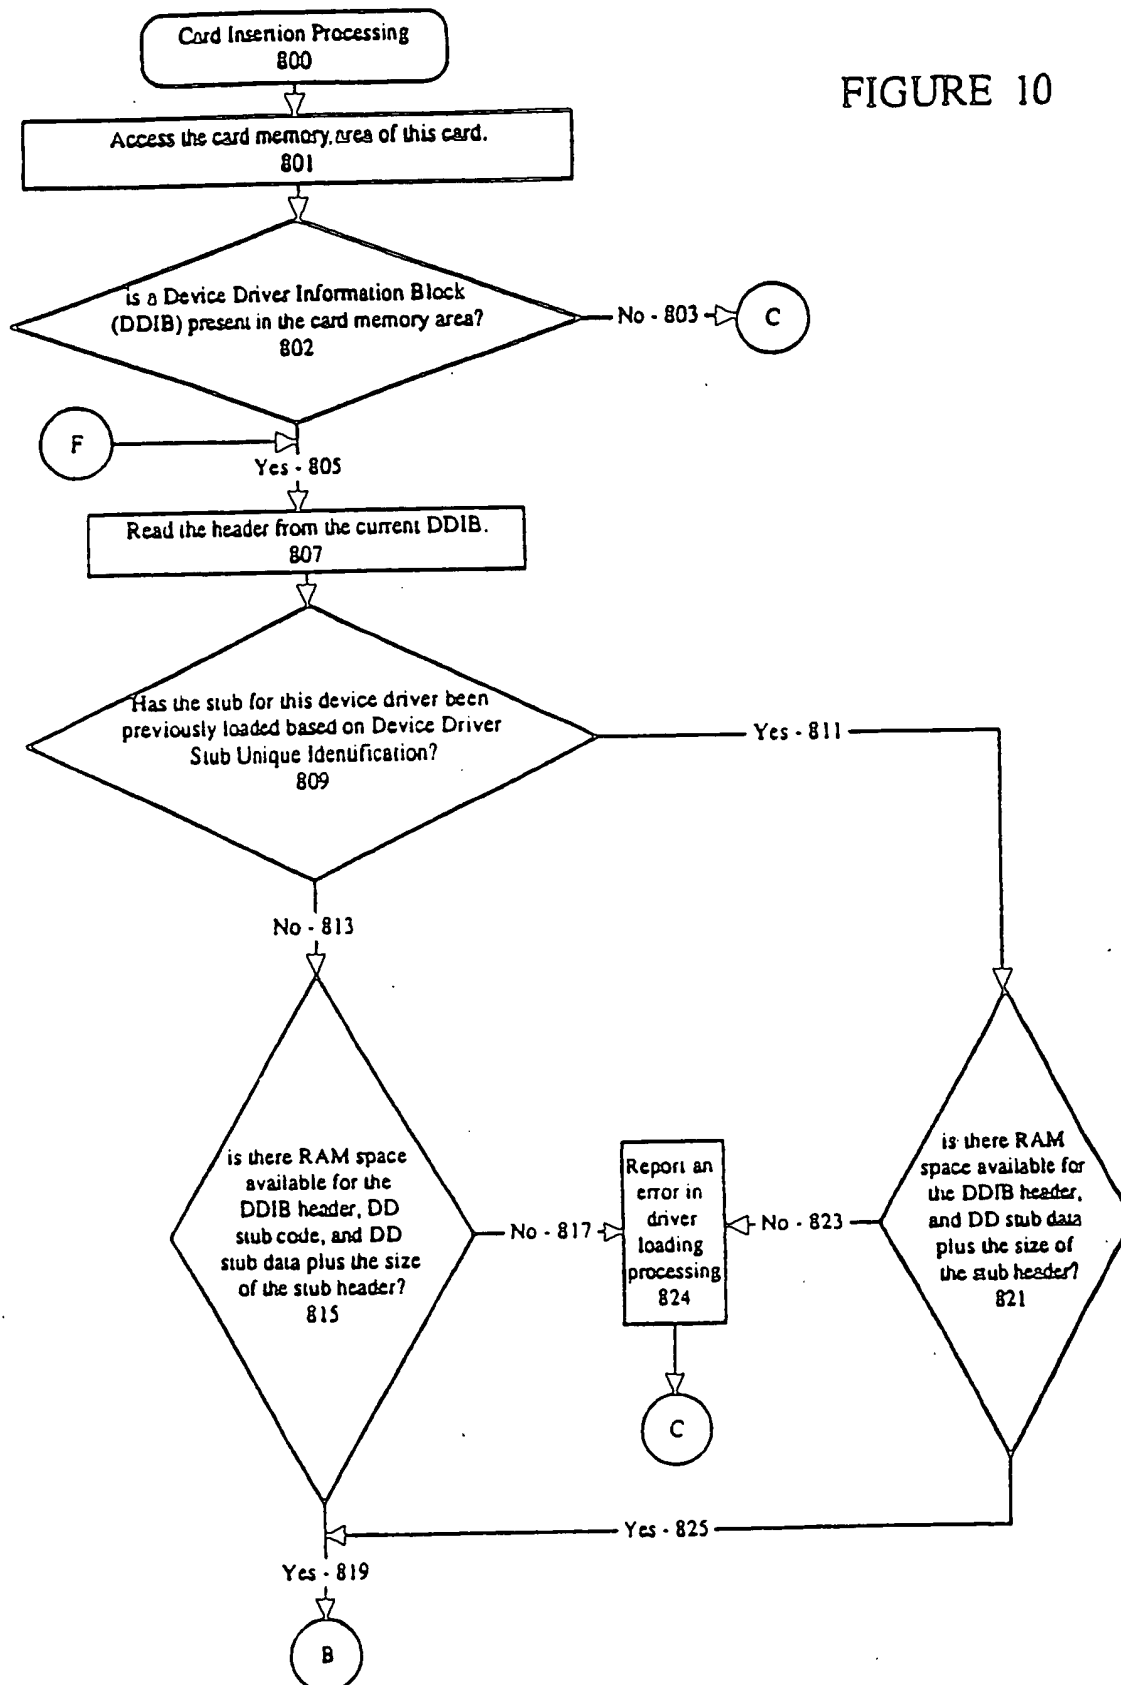 Card Insertion Processing
800
FIGURE 10
Access the card memory area of this card.
801
is a Device Driver Information Block
(DDIB) present in the card memory area?
802
No - 803
C
F
Yes - 805
Read the header from the current DDIB.
807
Has the stub for this device driver been
previously loaded based on Device Driver
Stub Unique Identification?
809
Yes - 811
No - 813
is there RAM space
available for the
DDIB header, DD
stub code, and DD
stub data plus the size
of the stub header?
815
No - 817
Report an
error in
driver
loading
processing
824
No - 823
is there RAM
space available for
the DDIB header,
and DD stub data
plus the size of
the stub header?
821
C
Yes - 825
Yes - 819
B